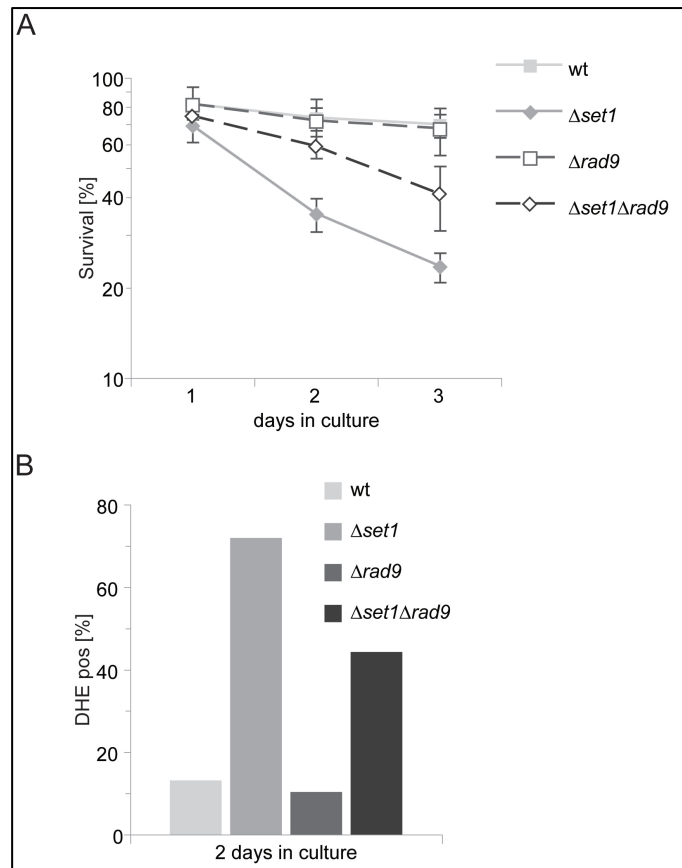 A
100
80
60
40
20
10
Survival [%]
1 2 3
days in culture
wt
Δset1
Δrad9
Δset1Δrad9
B
80
60
40
20
0
DHE pos [%]
2 days in culture
wt
Δset1
Δrad9
Δset1Δrad9